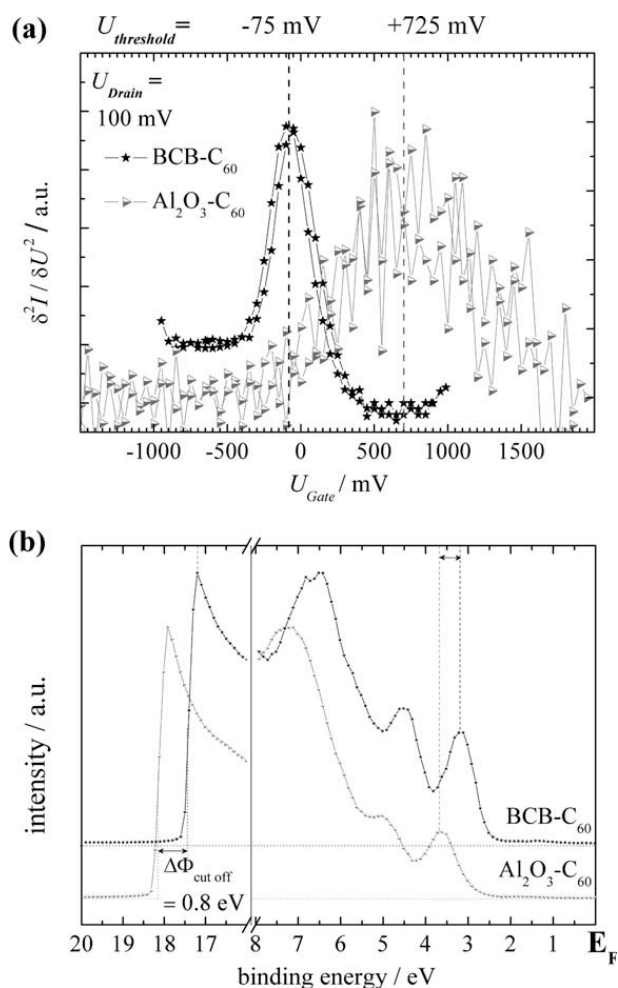 (a)
U_threshold = -75 mV +725 mV
U_Drain =
100 mV
BCB-C₆₀
Al₂O₃-C₆₀
δ²I / δU² / a.u.
-1000 -500 0 500 1000 1500
U_Gate / mV
(b)
intensity / a.u.
BCB-C₆₀
Al₂O₃-C₆₀
ΔΦ_cut off
= 0.8 eV
20 19 18 17 8 7 6 5 4 3 2 1 E_F
binding energy / eV